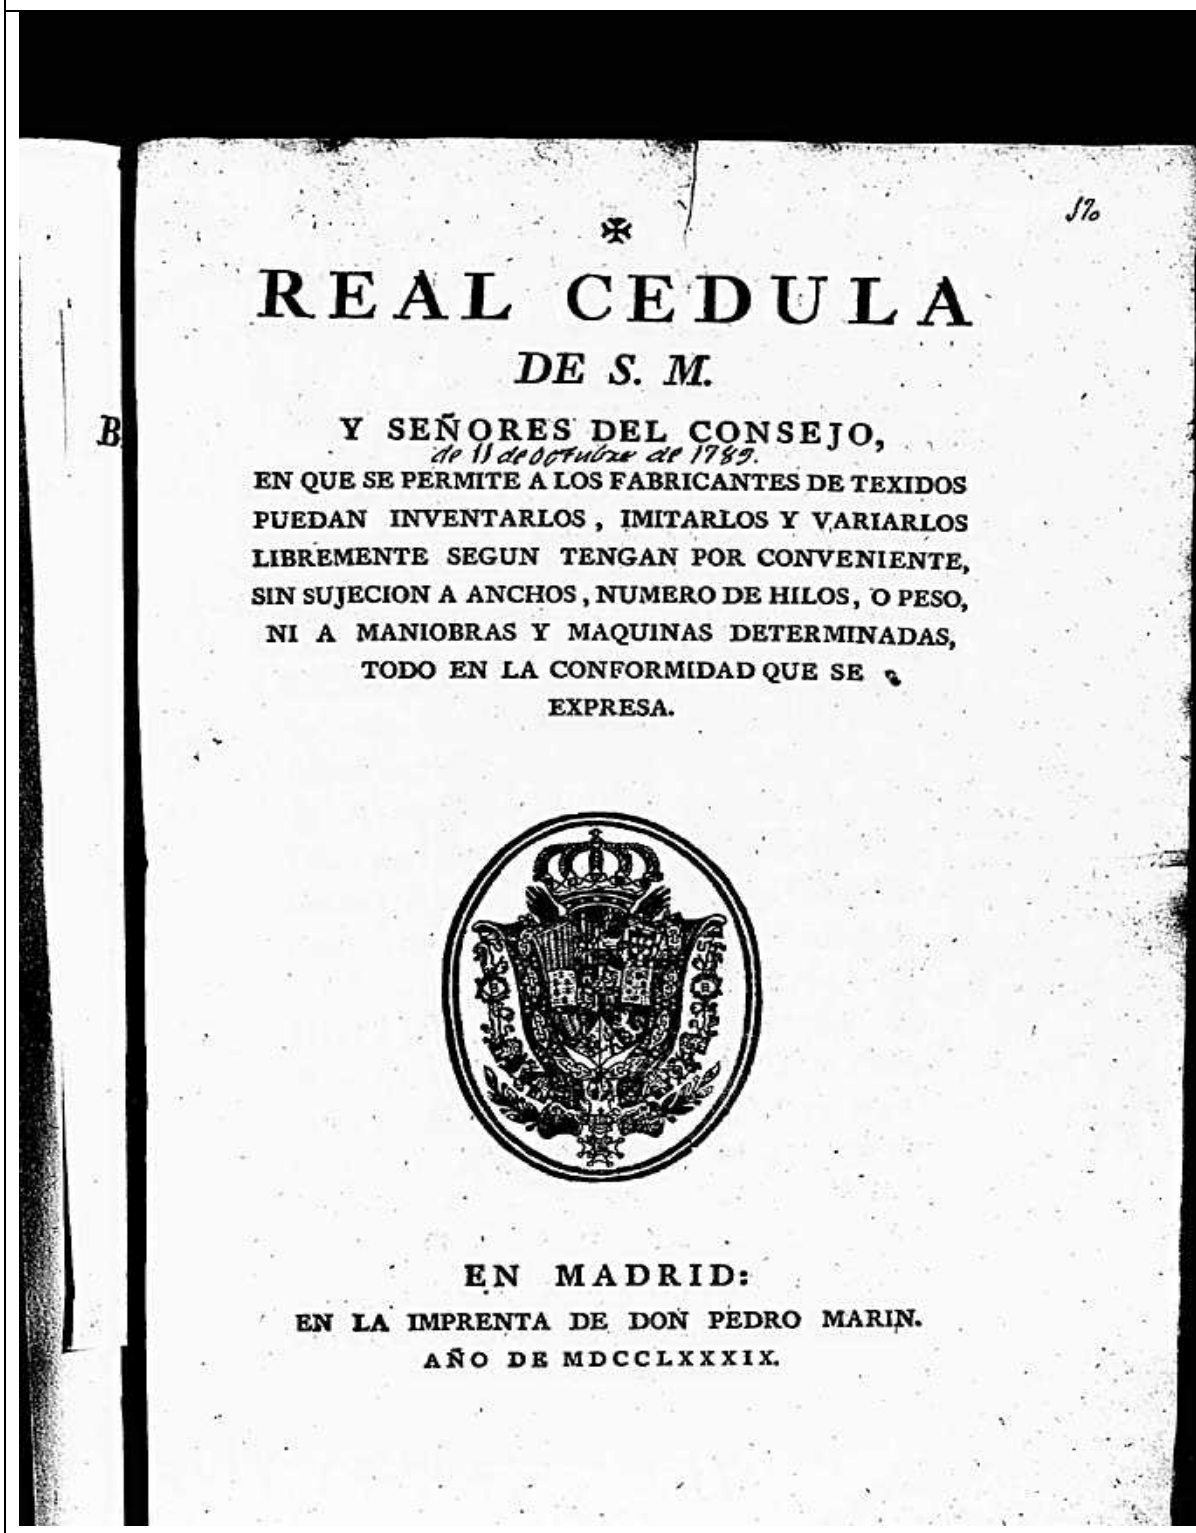 570
REAL CEDULA
DE S. M.
Y SEÑORES DEL CONSEJO,
de 11 de octubre de 1789.
B
EN QUE SE PERMITE A LOS FABRICANTES DE TEXIDOS
PUEDAN INVENTARLOS, IMITARLOS Y VARIARLOS
LIBREMENTE SEGUN TENGAN POR CONVENIENTE,
SIN SUJECION A ANCHOS, NUMERO DE HILOS, O PESO,
NI A MANIOBRAS Y MAQUINAS DETERMINADAS,
TODO EN LA CONFORMIDAD QUE SE
EXPRESA.
EN MADRID:
EN LA IMPRENTA DE DON PEDRO MARIN.
AÑO DE MDCCLXXXIX.